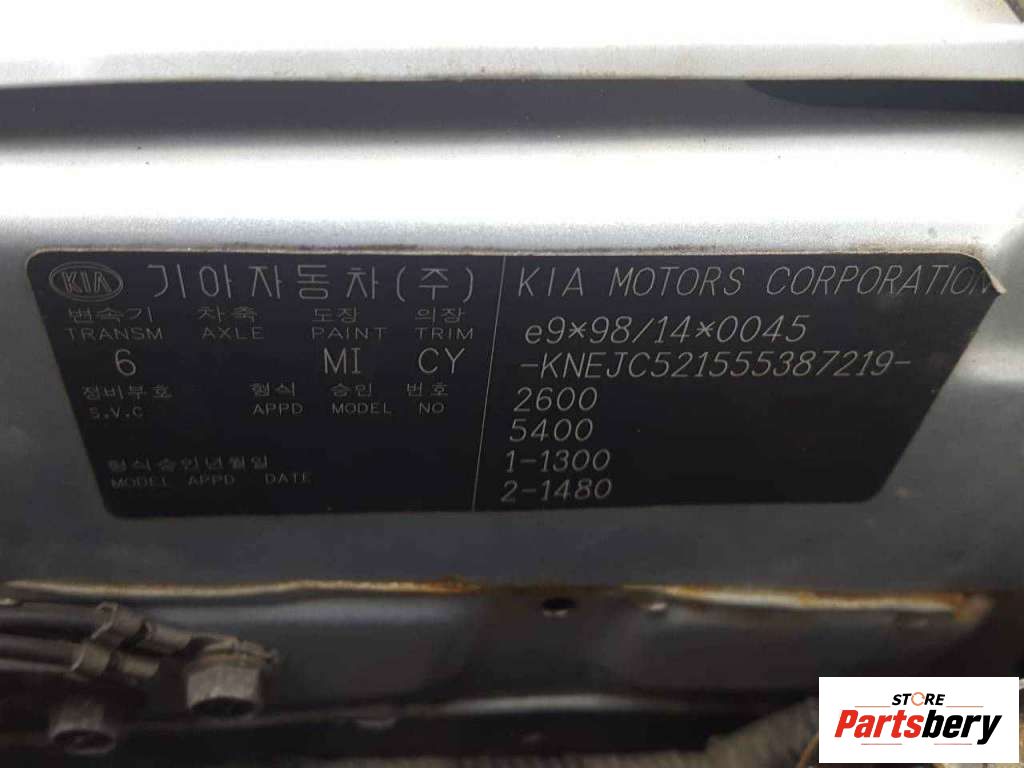 KIA 기아자동차(주)
변속기 차축 도장 의장
TRANSM AXLE PAINT TRIM
6 MI CY
정비부호 형식 승인 번호
S.V.C APPD MODEL NO
형식승인년월일
MODEL APPD DATE
KIA MOTORS CORPORATION
e9*98/14*0045
-KNEJC521555387219-
2600
5400
1-1300
2-1480
STORE
Partsbery